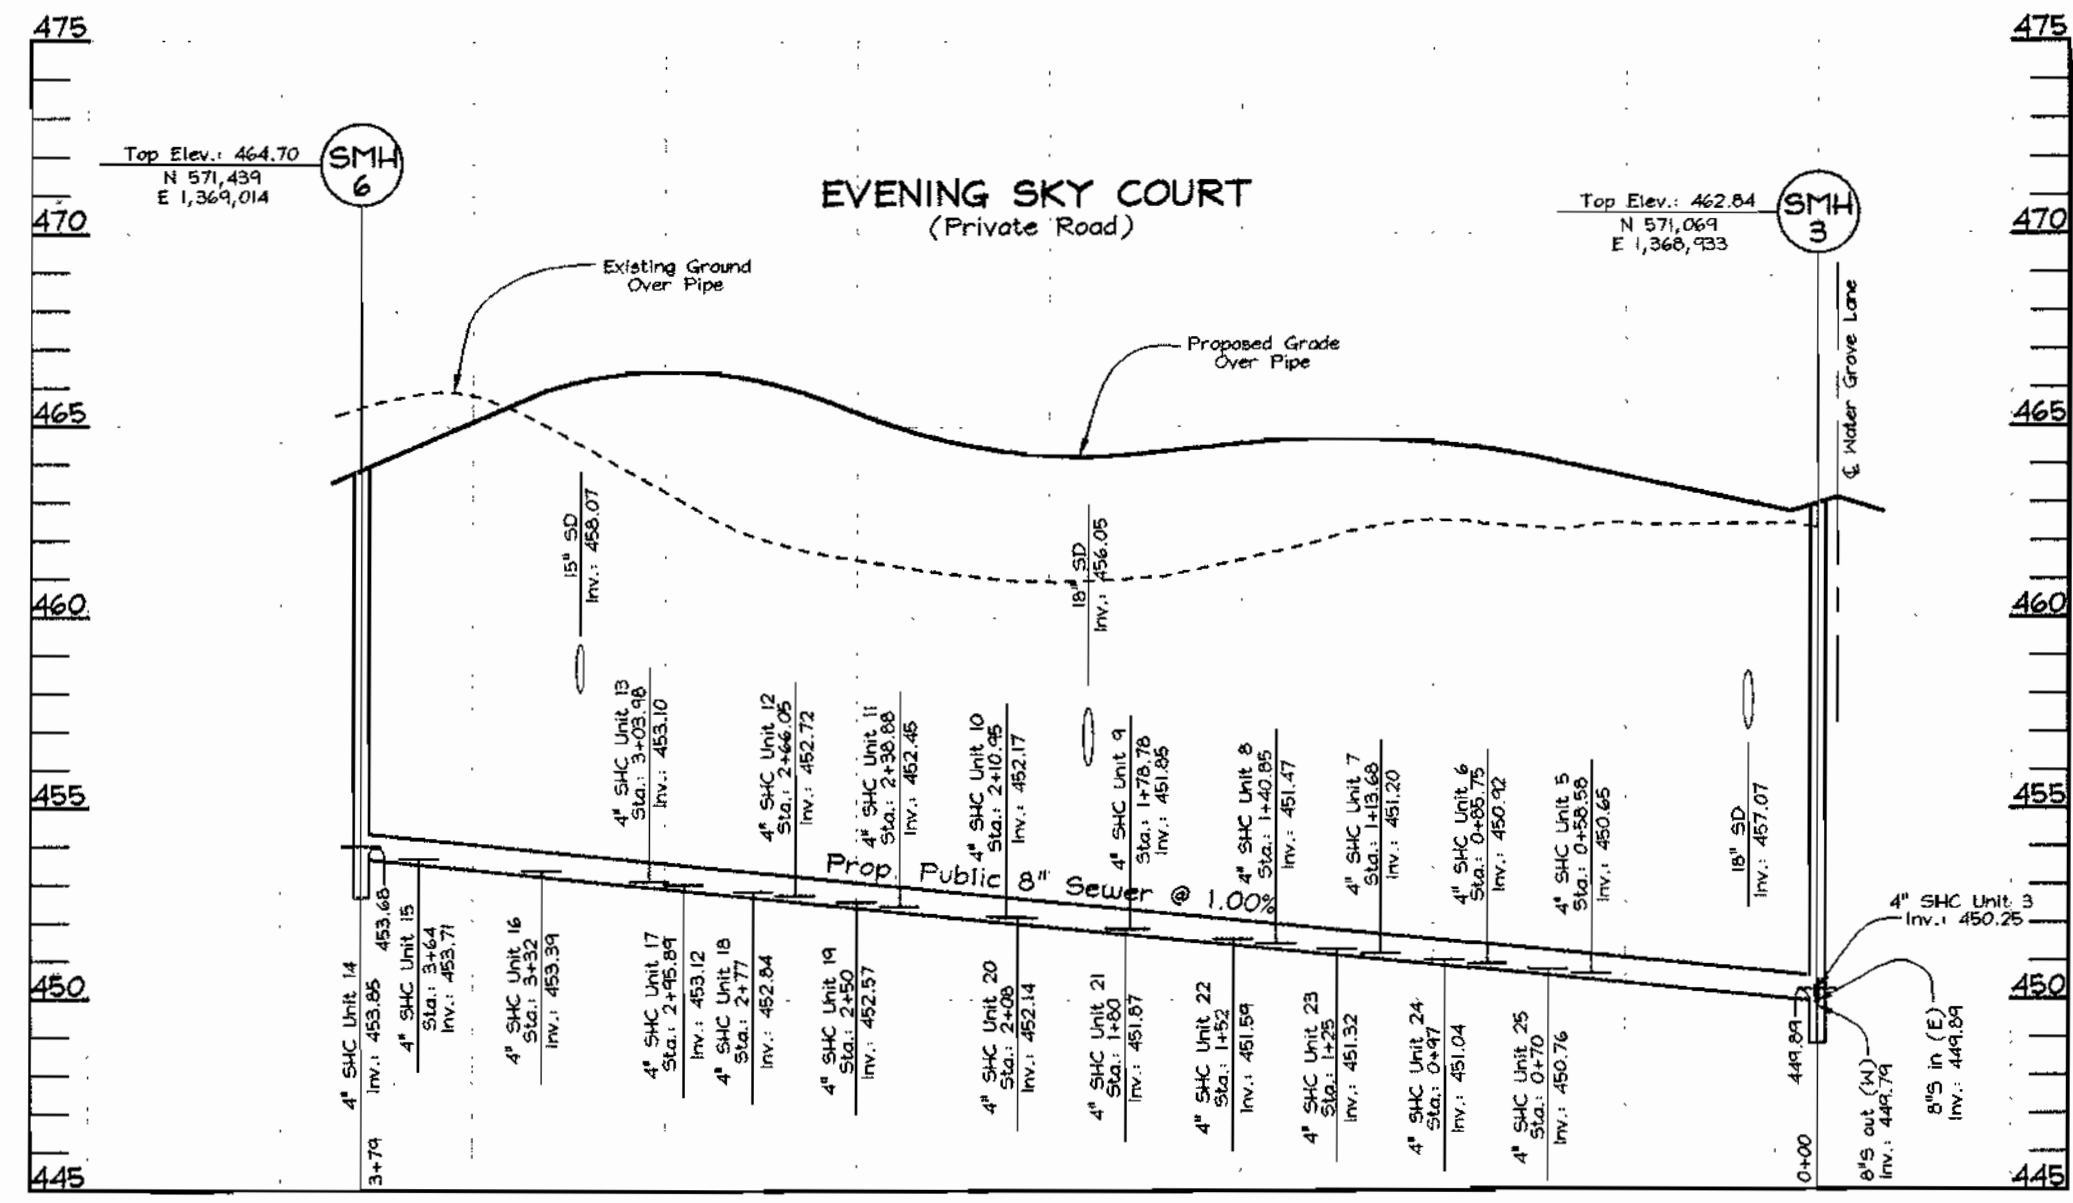 475
475
Top Elev.: 464.70
N 571,439
E 1,369,014
SMH
6
EVENING SKY COURT
(Private Road)
Top Elev.: 462.84
N 571,069
E 1,368,933
SMH
3
470
470
Existing Ground
Over Pipe
Proposed Grade
Over Pipe
℄ Water Grove Lane
465
465
15" SD
Inv.: 458.07
18" SD
Inv.: 456.05
460
460
4" SHC Unit 13
Sta.: 3+03.98
Inv.: 453.10
4" SHC Unit 12
Sta.: 2+66.05
Inv.: 452.72
4" SHC Unit 11
Sta.: 2+38.88
Inv.: 452.45
4" SHC Unit 10
Sta.: 2+10.95
Inv.: 452.17
4" SHC Unit 9
Sta.: 1+78.78
Inv.: 451.85
4" SHC Unit 8
Sta.: 1+40.85
Inv.: 451.47
4" SHC Unit 7
Sta.: 1+13.68
Inv.: 451.20
4" SHC Unit 6
Sta.: 0+85.75
Inv.: 450.92
4" SHC Unit 5
Sta.: 0+58.58
Inv.: 450.65
18" SD
Inv.: 457.07
455
455
Prop. Public 8" Sewer @ 1.00%
4" SHC Unit 3
Inv.: 450.25
450
450
4" SHC Unit 14
Inv.: 453.85
453.68
4" SHC Unit 15
Sta.: 3+64
Inv.: 453.71
4" SHC Unit 16
Sta.: 3+32
Inv.: 453.39
4" SHC Unit 17
Sta.: 2+95.89
Inv.: 453.12
4" SHC Unit 18
Sta.: 2+77
Inv.: 452.84
4" SHC Unit 19
Sta.: 2+50
Inv.: 452.57
4" SHC Unit 20
Sta.: 2+08
Inv.: 452.14
4" SHC Unit 21
Sta.: 1+80
Inv.: 451.87
4" SHC Unit 22
Sta.: 1+52
Inv.: 451.59
4" SHC Unit 23
Sta.: 1+25
Inv.: 451.32
4" SHC Unit 24
Sta.: 0+97
Inv.: 451.04
4" SHC Unit 25
Sta.: 0+70
Inv.: 450.76
449.89
8"S out (W)
Inv.: 449.79
8"S in (E)
Inv.: 449.89
3+79
0+00
445
445